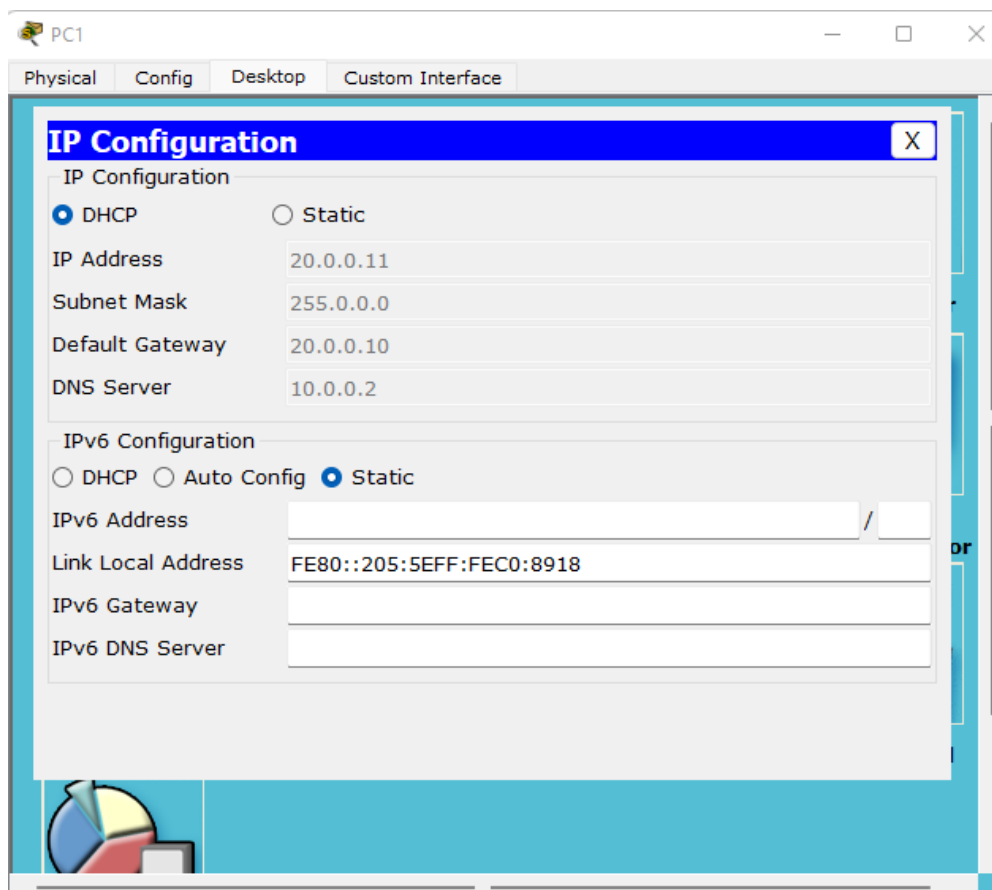 PC1
Physical Config Desktop Custom Interface
IP Configuration X
IP Configuration
DHCP Static
IP Address 20.0.0.11
Subnet Mask 255.0.0.0
Default Gateway 20.0.0.10
DNS Server 10.0.0.2
IPv6 Configuration
DHCP Auto Config Static
IPv6 Address /
Link Local Address FE80::205:5EFF:FEC0:8918
IPv6 Gateway
IPv6 DNS Server